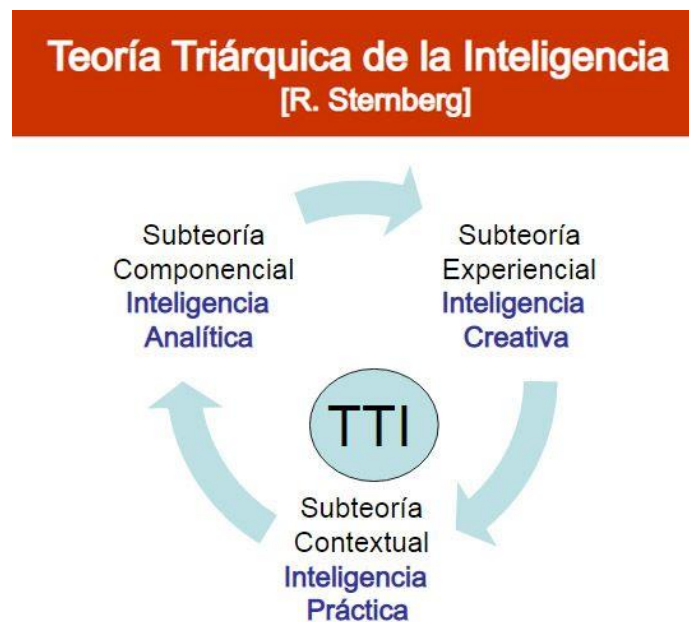 Teoría Triárquica de la Inteligencia
[R. Sternberg]
Subteoría
Componencial
Inteligencia
Analítica
Subteoría
Experiencial
Inteligencia
Creativa
TTI
Subteoría
Contextual
Inteligencia
Práctica